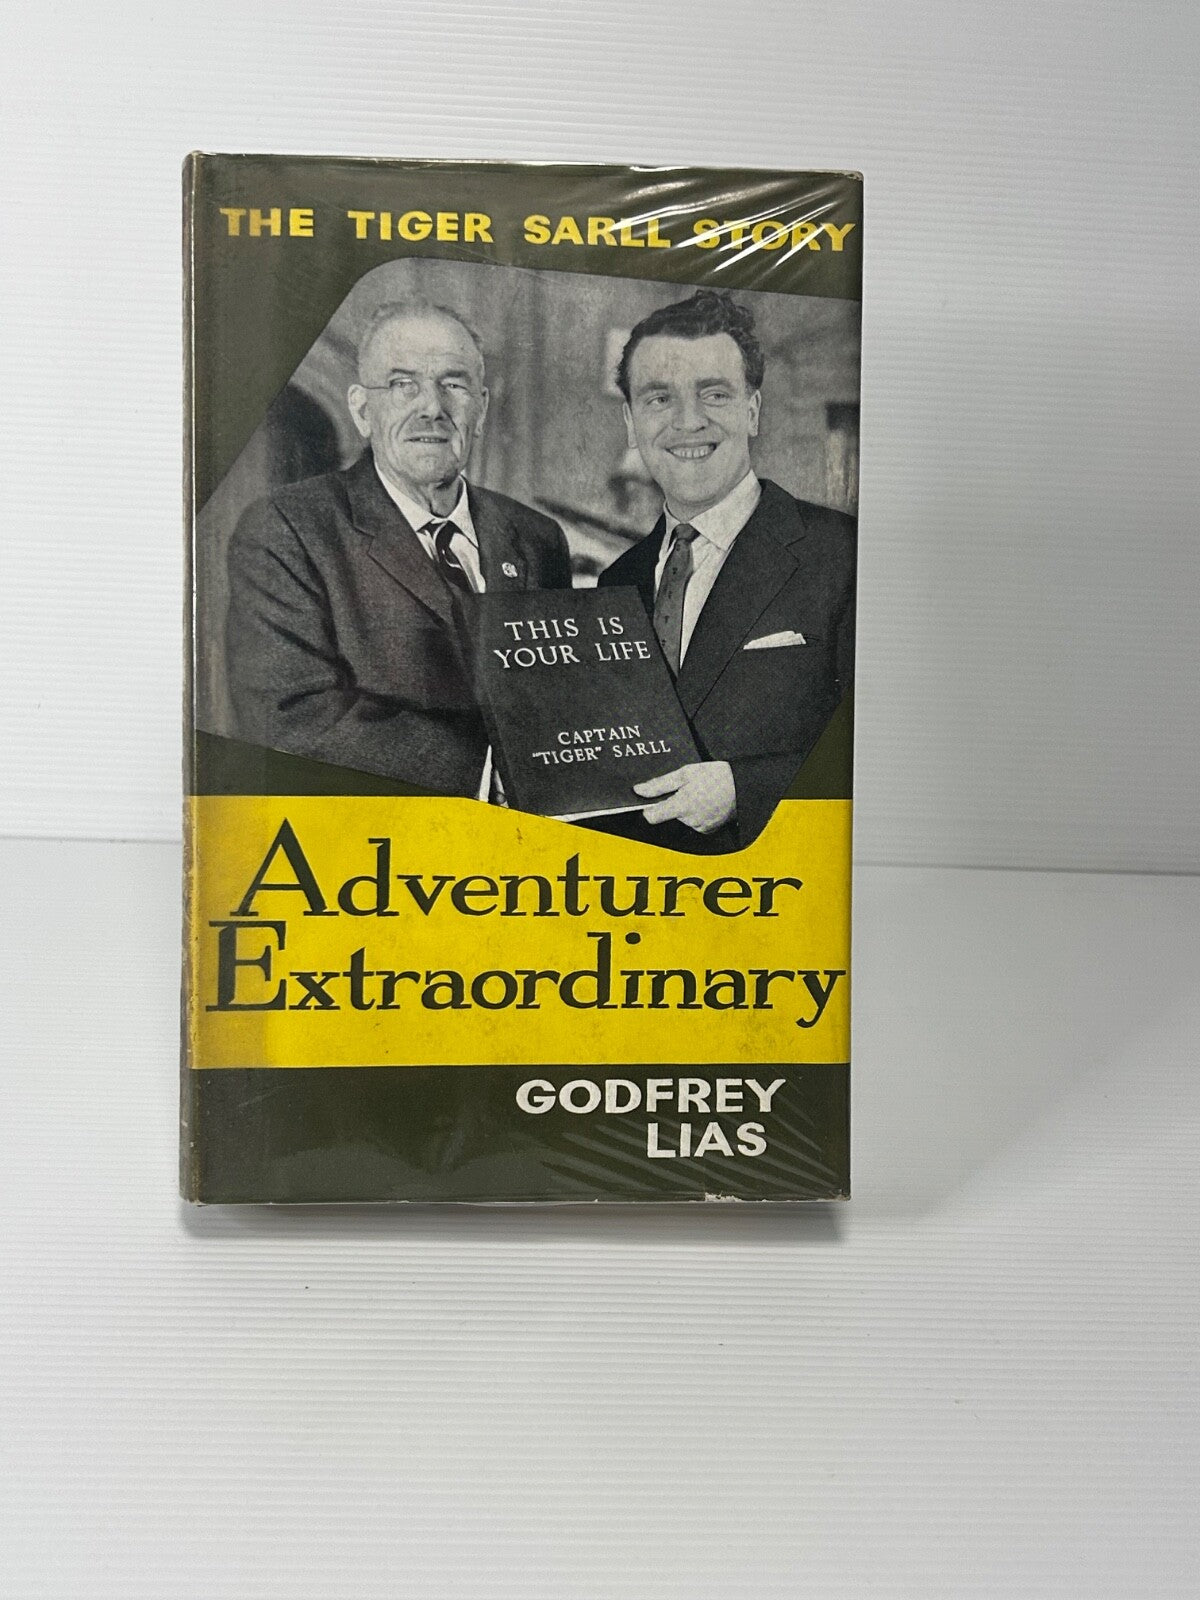 THE TIGER SARLL STORY
THIS IS
YOUR LIFE
CAPTAIN
"TIGER" SARLL
Adventurer
Extraordinary
GODFREY
LIAS